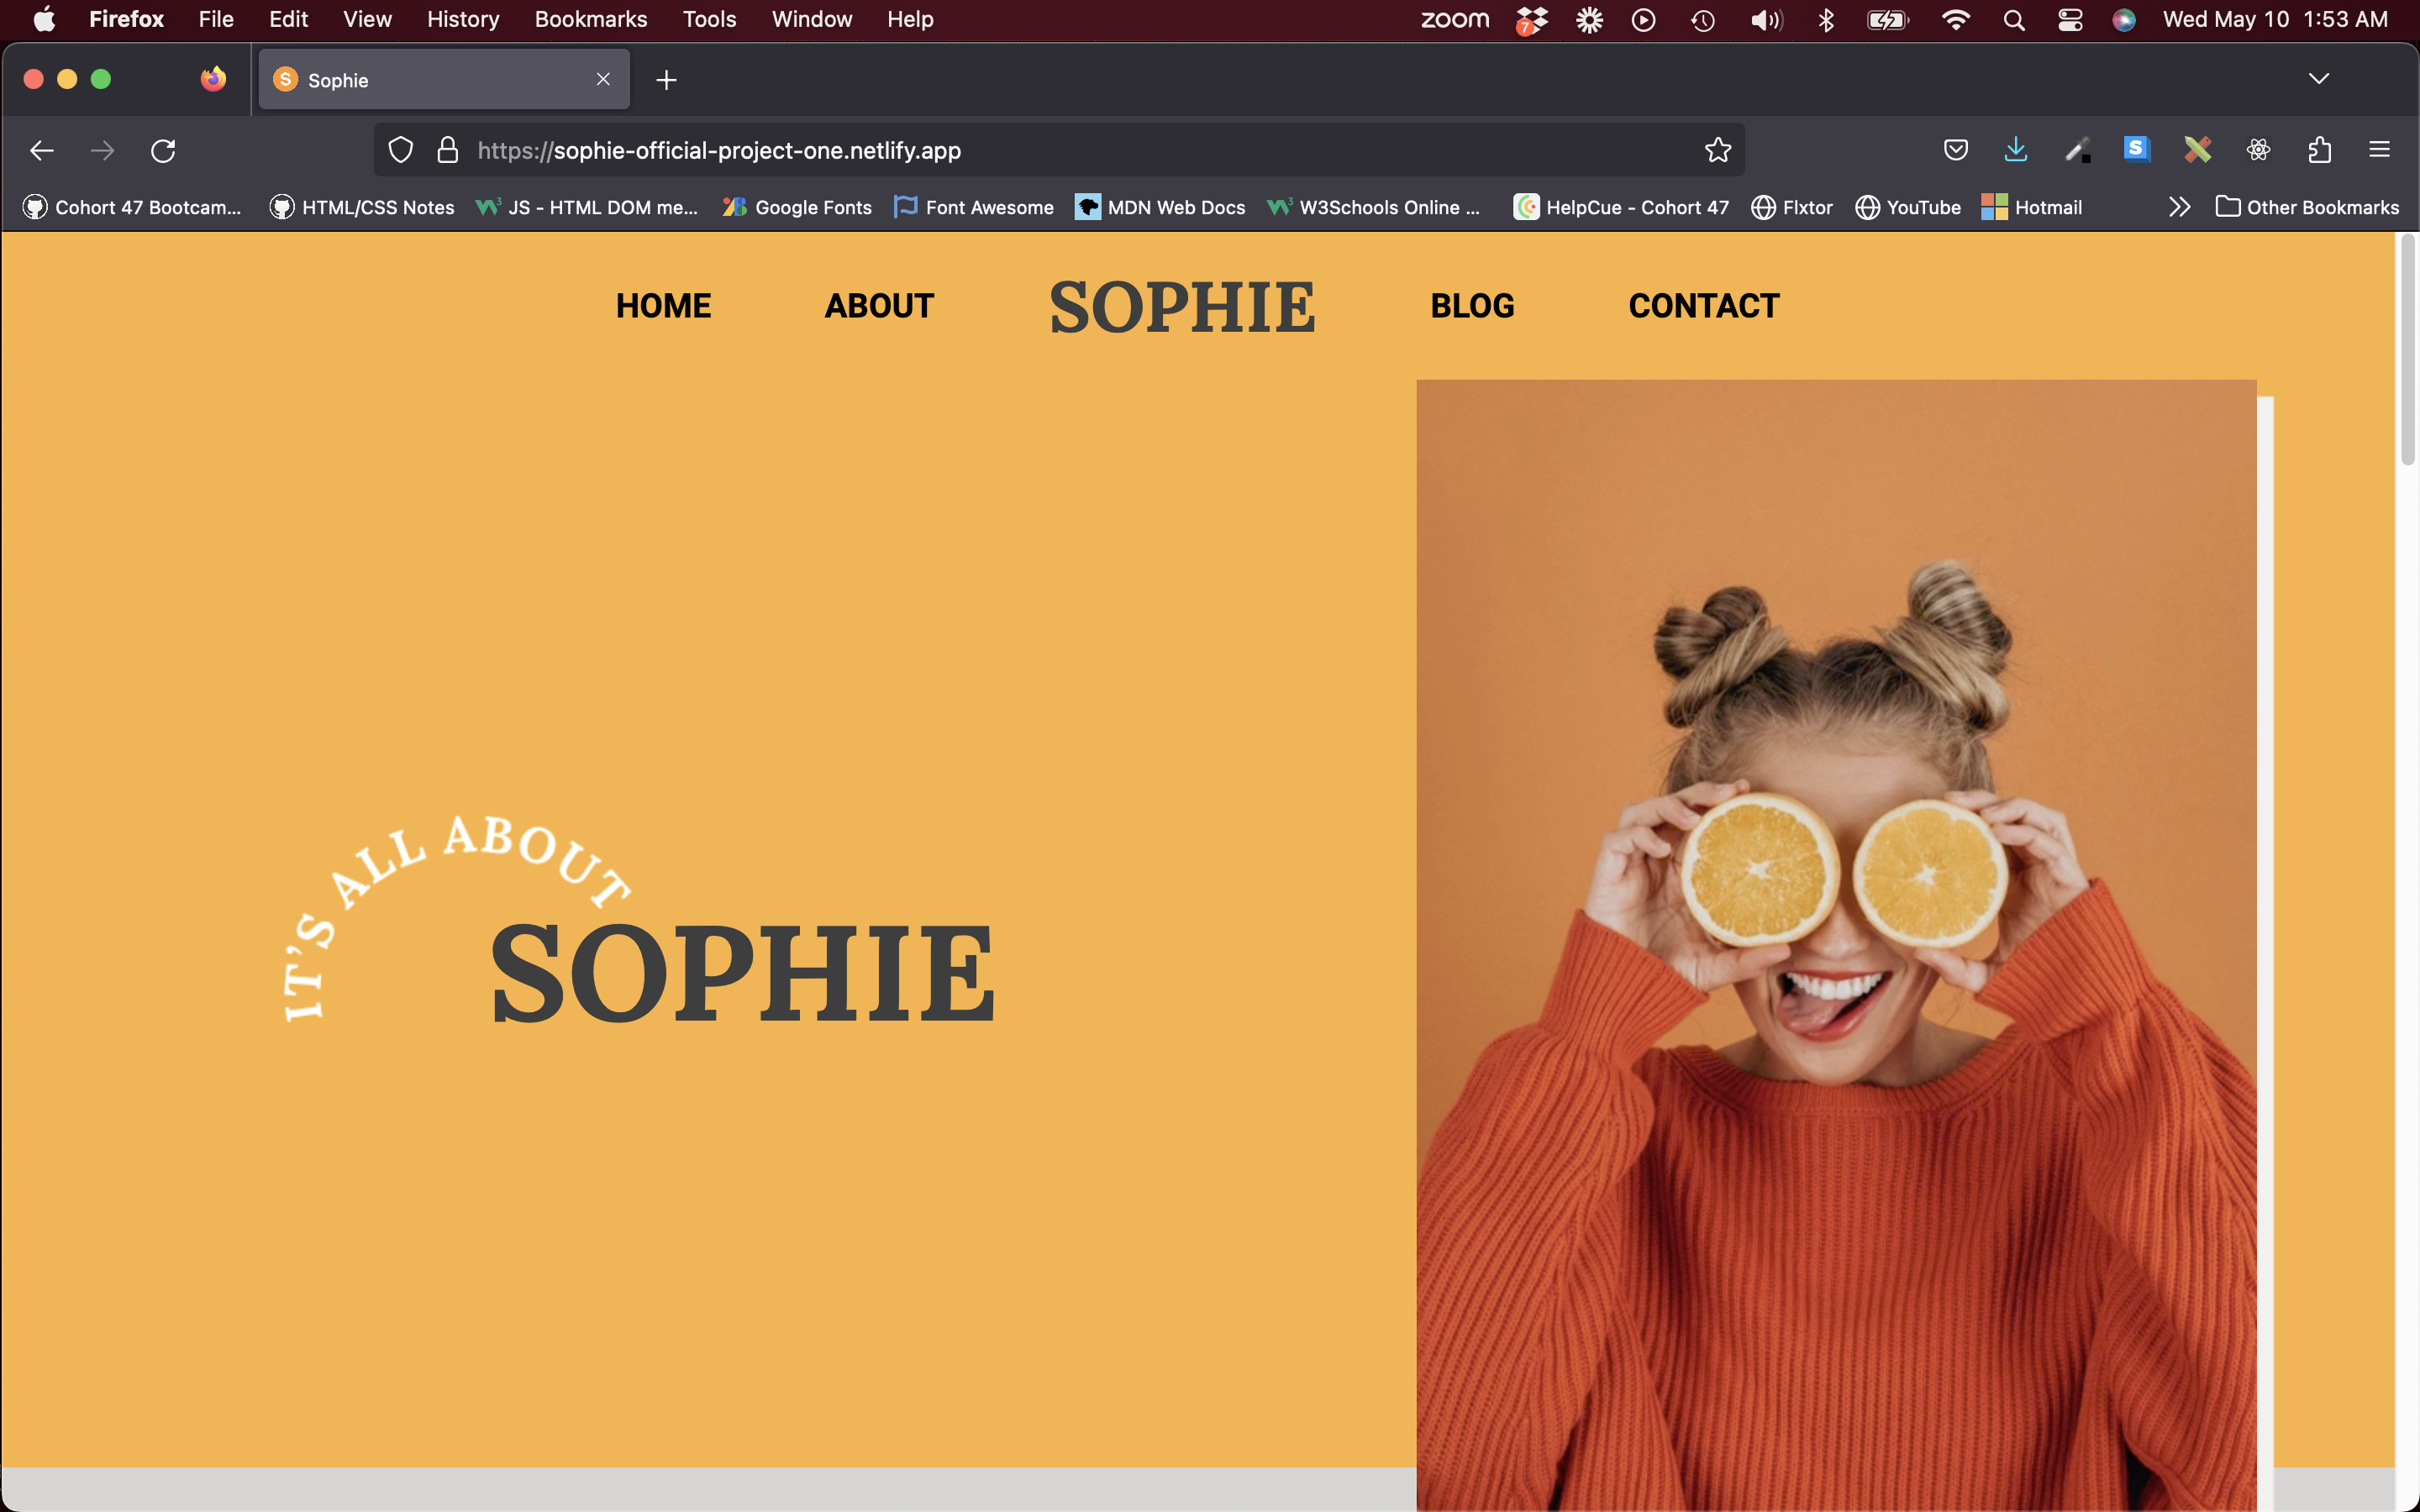 Firefox File Edit View History Bookmarks Tools Window Help zoom 7 Wed May 10 1:53 AM
S Sophie
https://sophie-official-project-one.netlify.app S
Cohort 47 Bootcam... HTML/CSS Notes JS - HTML DOM me... Google Fonts Font Awesome MDN Web Docs W3Schools Online ... HelpCue - Cohort 47 Flxtor YouTube Hotmail Other Bookmarks
HOME ABOUT SOPHIE BLOG CONTACT
IT'S ALL ABOUT
SOPHIE